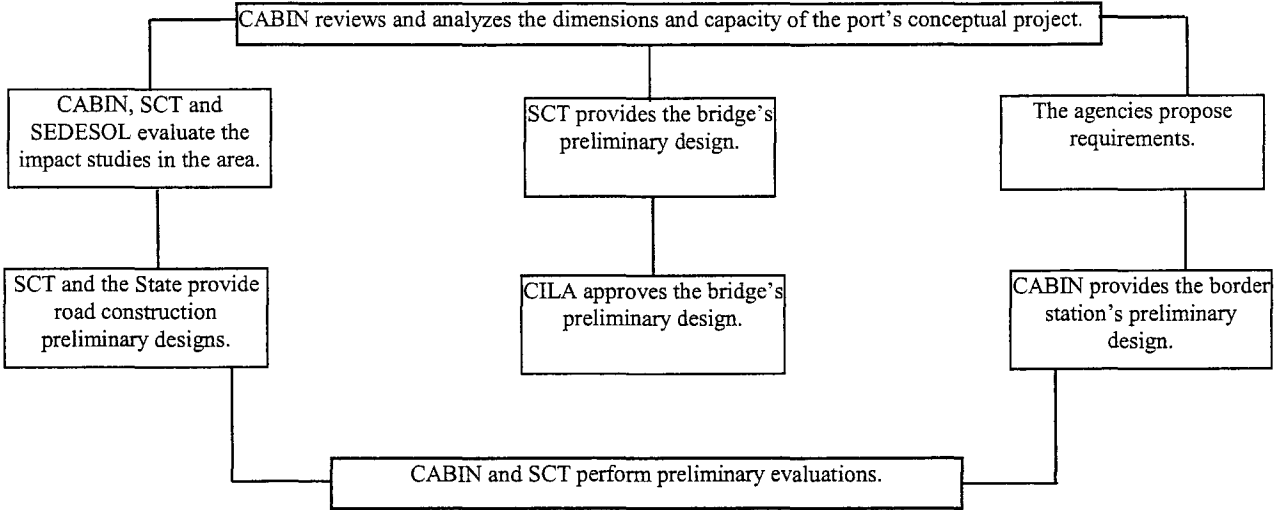 CABIN reviews and analyzes the dimensions and capacity of the port's conceptual project.
CABIN, SCT and
SEDESOL evaluate the
impact studies in the area.
SCT provides the bridge's
preliminary design.
The agencies propose
requirements.
SCT and the State provide
road construction
preliminary designs.
CILA approves the bridge's
preliminary design.
CABIN provides the border
station's preliminary
design.
CABIN and SCT perform preliminary evaluations.